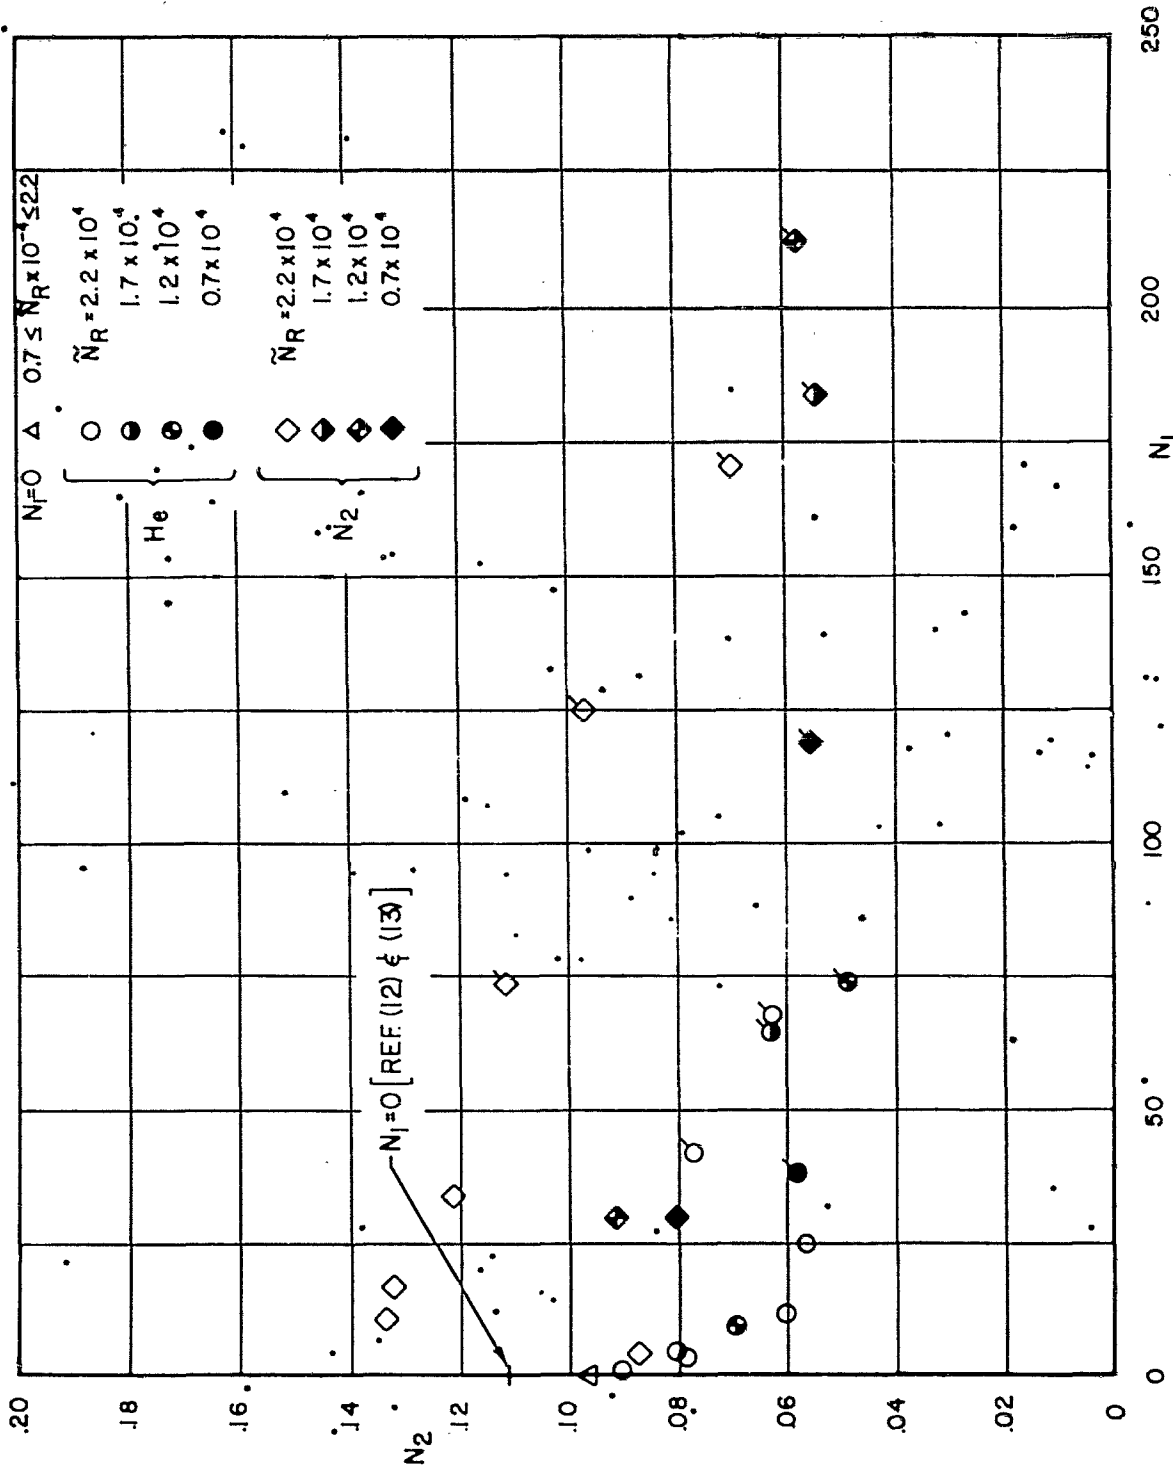 N₁=0 △ 0.7 ≤ ÑR x 10⁻⁴ ≤ 2.2
He
○ ÑR = 2.2 x 10⁴
1.7 x 10⁴
1.2 x 10⁴
0.7 x 10⁴
N₂
◇ ÑR = 2.2 x 10⁴
1.7 x 10⁴
1.2 x 10⁴
0.7 x 10⁴
N₁=0 [REF. (12) & (13)]
N₂
.20
.18
.16
.14
.12
.10
.08
.06
.04
.02
0
0 50 100 150 200 250
N₁